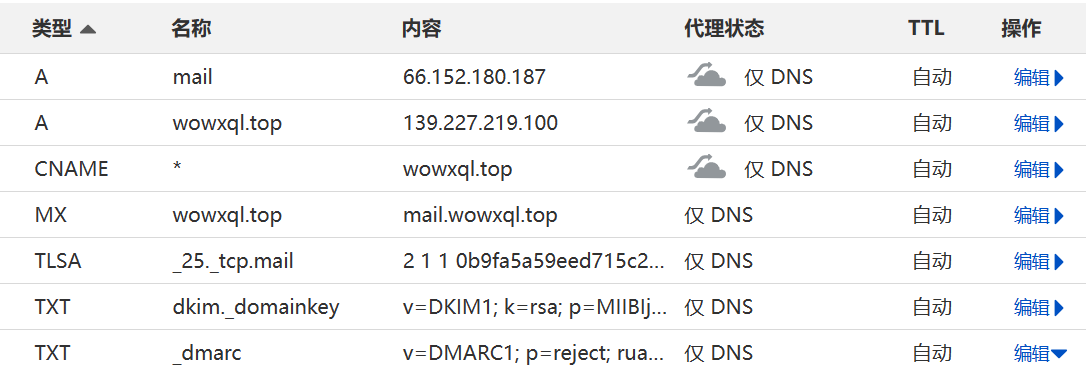 类型 名称 内容 代理状态 TTL 操作
A mail 66.152.180.187 仅 DNS 自动 编辑
A wowxql.top 139.227.219.100 仅 DNS 自动 编辑
CNAME * wowxql.top 仅 DNS 自动 编辑
MX wowxql.top mail.wowxql.top 仅 DNS 自动 编辑
TLSA _25._tcp.mail 2 1 1 0b9fa5a59eed715c2... 仅 DNS 自动 编辑
TXT dkim._domainkey v=DKIM1; k=rsa; p=MIIBIj... 仅 DNS 自动 编辑
TXT _dmarc v=DMARC1; p=reject; rua... 仅 DNS 自动 编辑